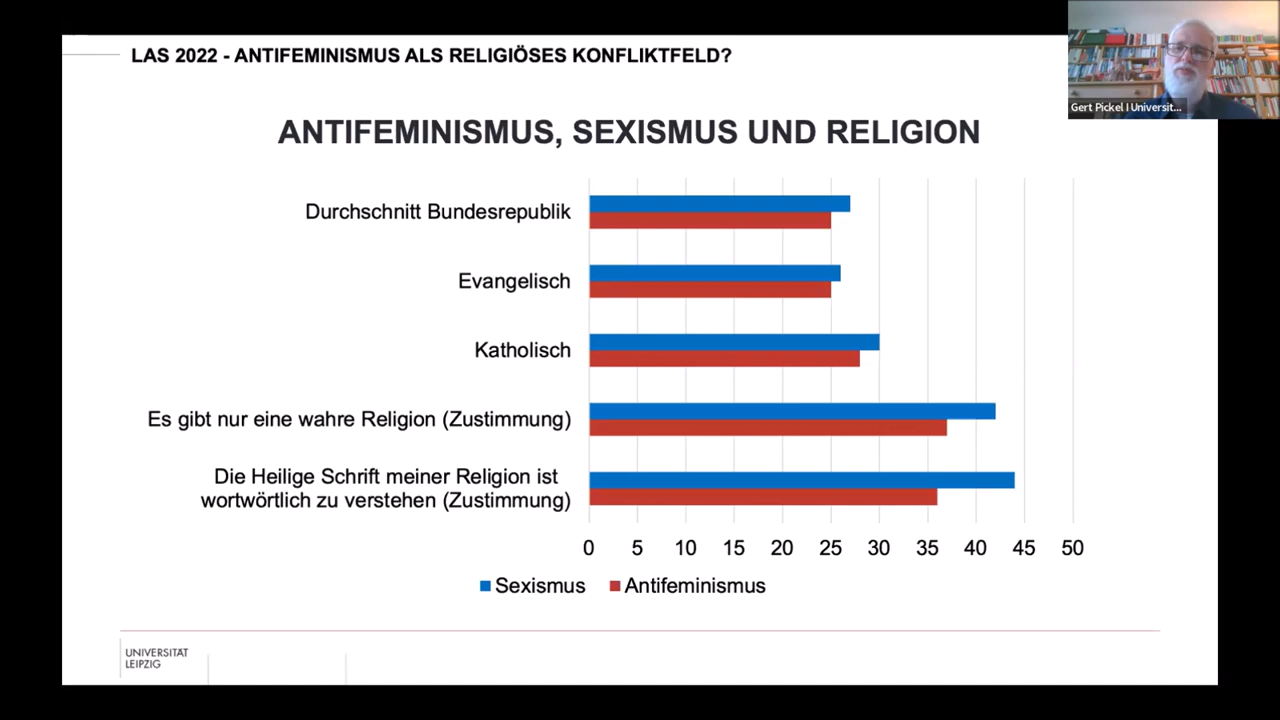 LAS 2022 - ANTIFEMINISMUS ALS RELIGIÖSES KONFLIKTFELD?
Gert Pickel I Universit...
ANTIFEMINISMUS, SEXISMUS UND RELIGION
Durchschnitt Bundesrepublik
Evangelisch
Katholisch
Es gibt nur eine wahre Religion (Zustimmung)
Die Heilige Schrift meiner Religion ist
wortwörtlich zu verstehen (Zustimmung)
0 5 10 15 20 25 30 35 40 45 50
Sexismus Antifeminismus
UNIVERSITÄT
LEIPZIG